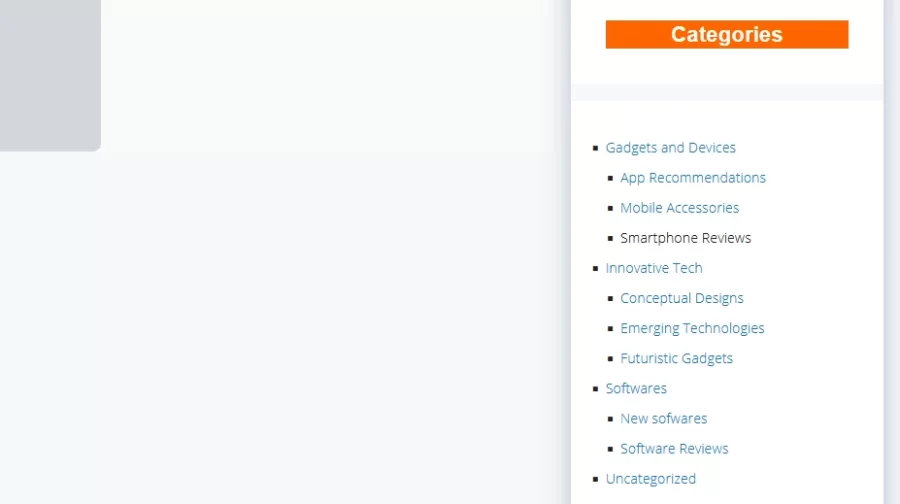 Categories
Gadgets and Devices
App Recommendations
Mobile Accessories
Smartphone Reviews
Innovative Tech
Conceptual Designs
Emerging Technologies
Futuristic Gadgets
Softwares
New sofwares
Software Reviews
Uncategorized